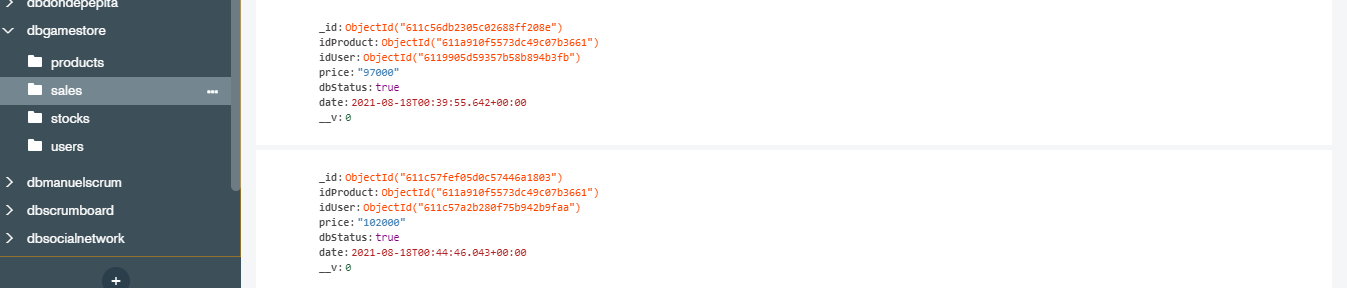 dbdondepepita
dbgamestore
products
sales
stocks
users
dbmanuelscrum
dbscrumboard
dbsocialnetwork
_id: ObjectId("611c56db2305c02688ff208e")
idProduct: ObjectId("611a910f5573dc49c07b3661")
idUser: ObjectId("6119905d59357b58b894b3fb")
price: "97000"
dbStatus: true
date: 2021-08-18T00:39:55.642+00:00
__v: 0
_id: ObjectId("611c57fef05d0c57446a1803")
idProduct: ObjectId("611a910f5573dc49c07b3661")
idUser: ObjectId("611c57a2b280f75b942b9faa")
price: "102000"
dbStatus: true
date: 2021-08-18T00:44:46.043+00:00
__v: 0